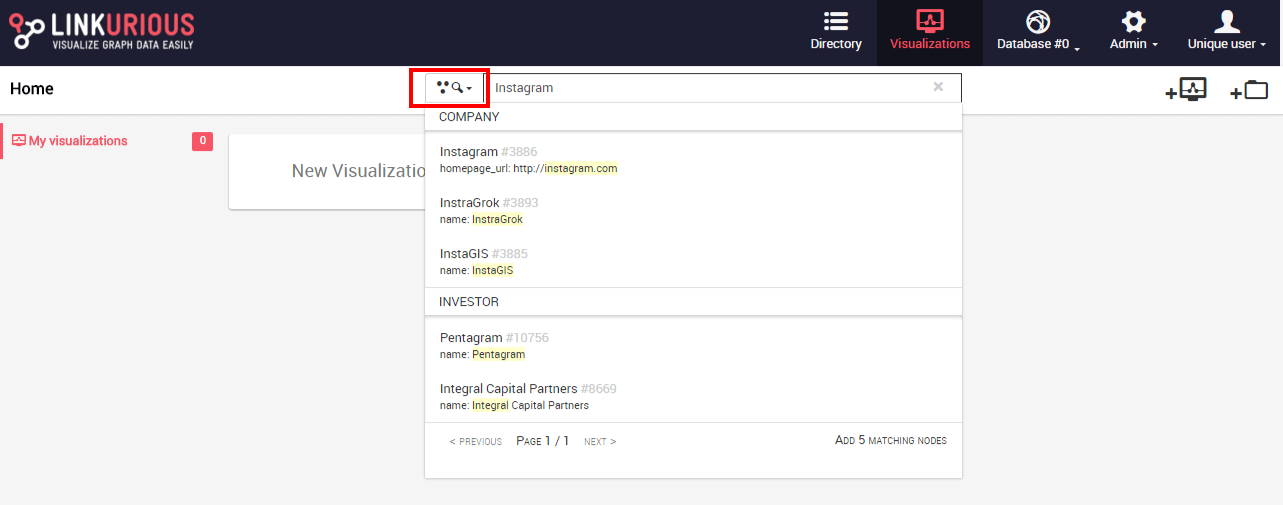 LINKURIOUS
VISUALIZE GRAPH DATA EASILY
Directory
Visualizations
Database #0
Admin
Unique user
Home
Instagram
My visualizations
0
New Visualizatio
COMPANY
Instagram #3886
homepage_url: http://instagram.com
InstraGrok #3893
name: InstraGrok
InstaGIS #3885
name: InstaGIS
INVESTOR
Pentagram #10756
name: Pentagram
Integral Capital Partners #8669
name: Integral Capital Partners
< PREVIOUS PAGE 1 / 1 NEXT > ADD 5 MATCHING NODES